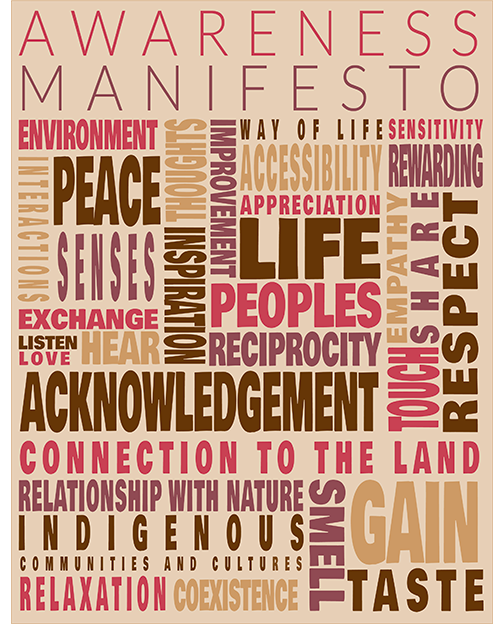 AWARENESS
MANIFESTO
ENVIRONMENT
THOUGHTS
IMPROVEMENT
WAY OF LIFE
SENSITIVITY
INTERACTIONS
PEACE
ACCESSIBILITY
REWARDING
APPRECIATION
EMPATHY
SHARE
RESPECT
SENSES
INSPIRATION
LIFE
EXCHANGE
PEOPLES
LISTEN
LOVE
HEAR
RECIPROCITY
TOUCH
ACKNOWLEDGEMENT
CONNECTION TO THE LAND
RELATIONSHIP WITH NATURE
SMELL
GAIN
INDIGENOUS
COMMUNITIES AND CULTURES
RELAXATION
COEXISTENCE
TASTE